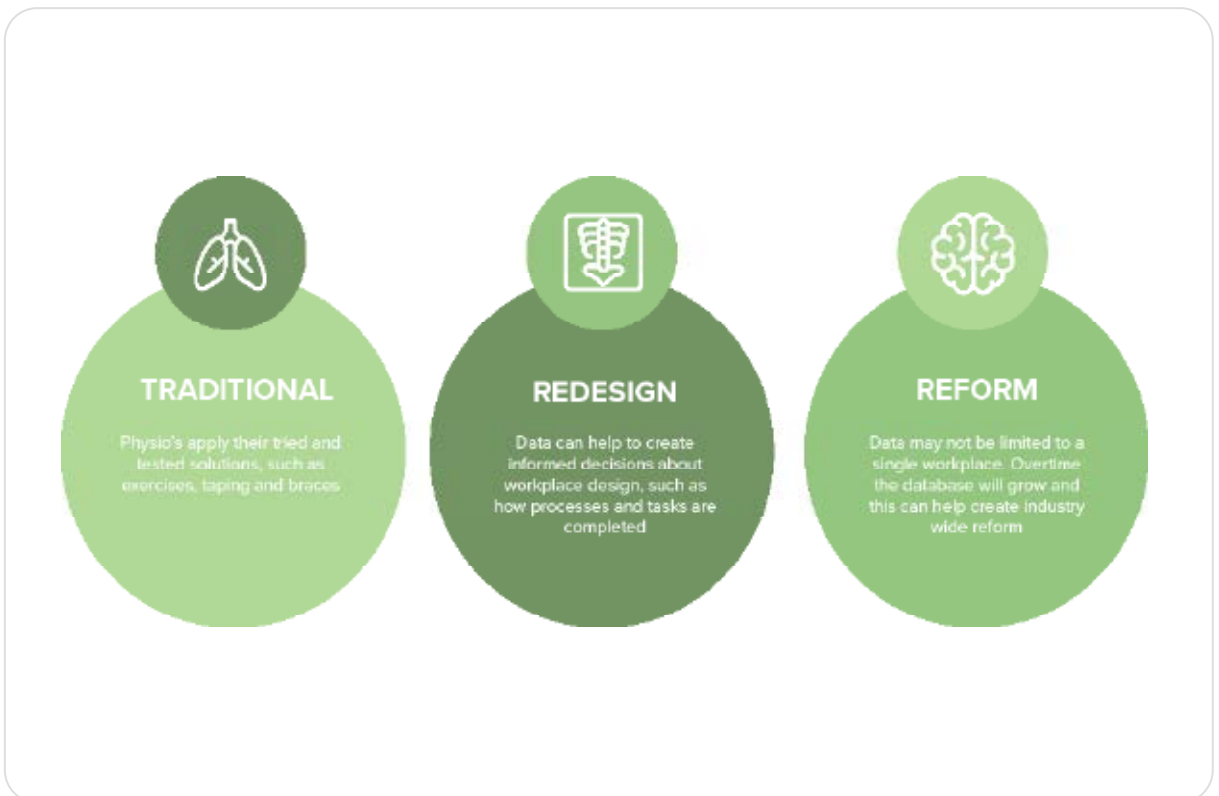 TRADITIONAL
Physio's apply their tried and
tested solutions, such as
exercises, taping and braces
REDESIGN
Data can help to create
informed decisions about
workplace design, such as
how processes and tasks are
completed
REFORM
Data may not be limited to a
single workplace. Overtime
the database will grow and
this can help create industry
wide reform